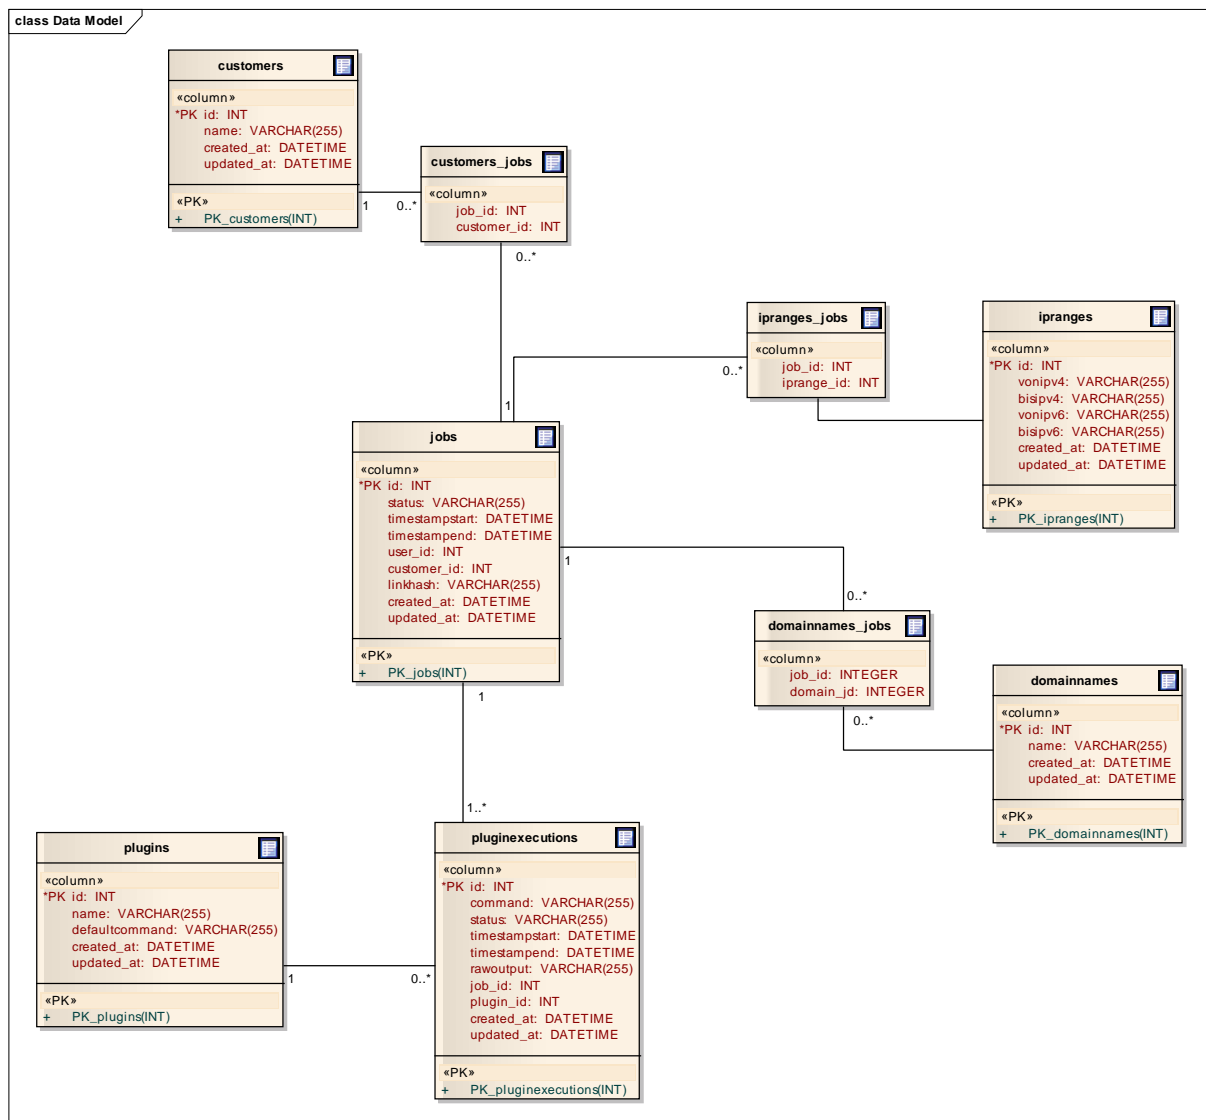 class Data Model
customers
«column»
*PK id: INT
name: VARCHAR(255)
created_at: DATETIME
updated_at: DATETIME
«PK»
+ PK_customers(INT)
1
0..*
customers_jobs
«column»
job_id: INT
customer_id: INT
0..*
ipranges_jobs
«column»
job_id: INT
iprange_id: INT
0..*
ipranges
«column»
*PK id: INT
vonipv4: VARCHAR(255)
bisipv4: VARCHAR(255)
vonipv6: VARCHAR(255)
bisipv6: VARCHAR(255)
created_at: DATETIME
updated_at: DATETIME
«PK»
+ PK_ipranges(INT)
1
jobs
«column»
*PK id: INT
status: VARCHAR(255)
timestampstart: DATETIME
timestampend: DATETIME
user_id: INT
customer_id: INT
linkhash: VARCHAR(255)
created_at: DATETIME
updated_at: DATETIME
«PK»
+ PK_jobs(INT)
1
0..*
domainnames_jobs
«column»
job_id: INTEGER
domain_jd: INTEGER
0..*
domainnames
«column»
*PK id: INT
name: VARCHAR(255)
created_at: DATETIME
updated_at: DATETIME
«PK»
+ PK_domainnames(INT)
1
1..*
plugins
«column»
*PK id: INT
name: VARCHAR(255)
defaultcommand: VARCHAR(255)
created_at: DATETIME
updated_at: DATETIME
«PK»
+ PK_plugins(INT)
1
0..*
pluginexecutions
«column»
*PK id: INT
command: VARCHAR(255)
status: VARCHAR(255)
timestampstart: DATETIME
timestampend: DATETIME
rawoutput: VARCHAR(255)
job_id: INT
plugin_id: INT
created_at: DATETIME
updated_at: DATETIME
«PK»
+ PK_pluginexecutions(INT)